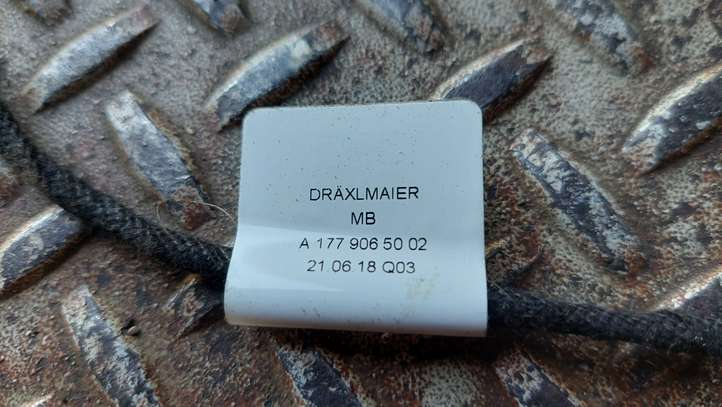 DRÄXLMAIER
MB
A 177 906 50 02
21.06.18 Q03